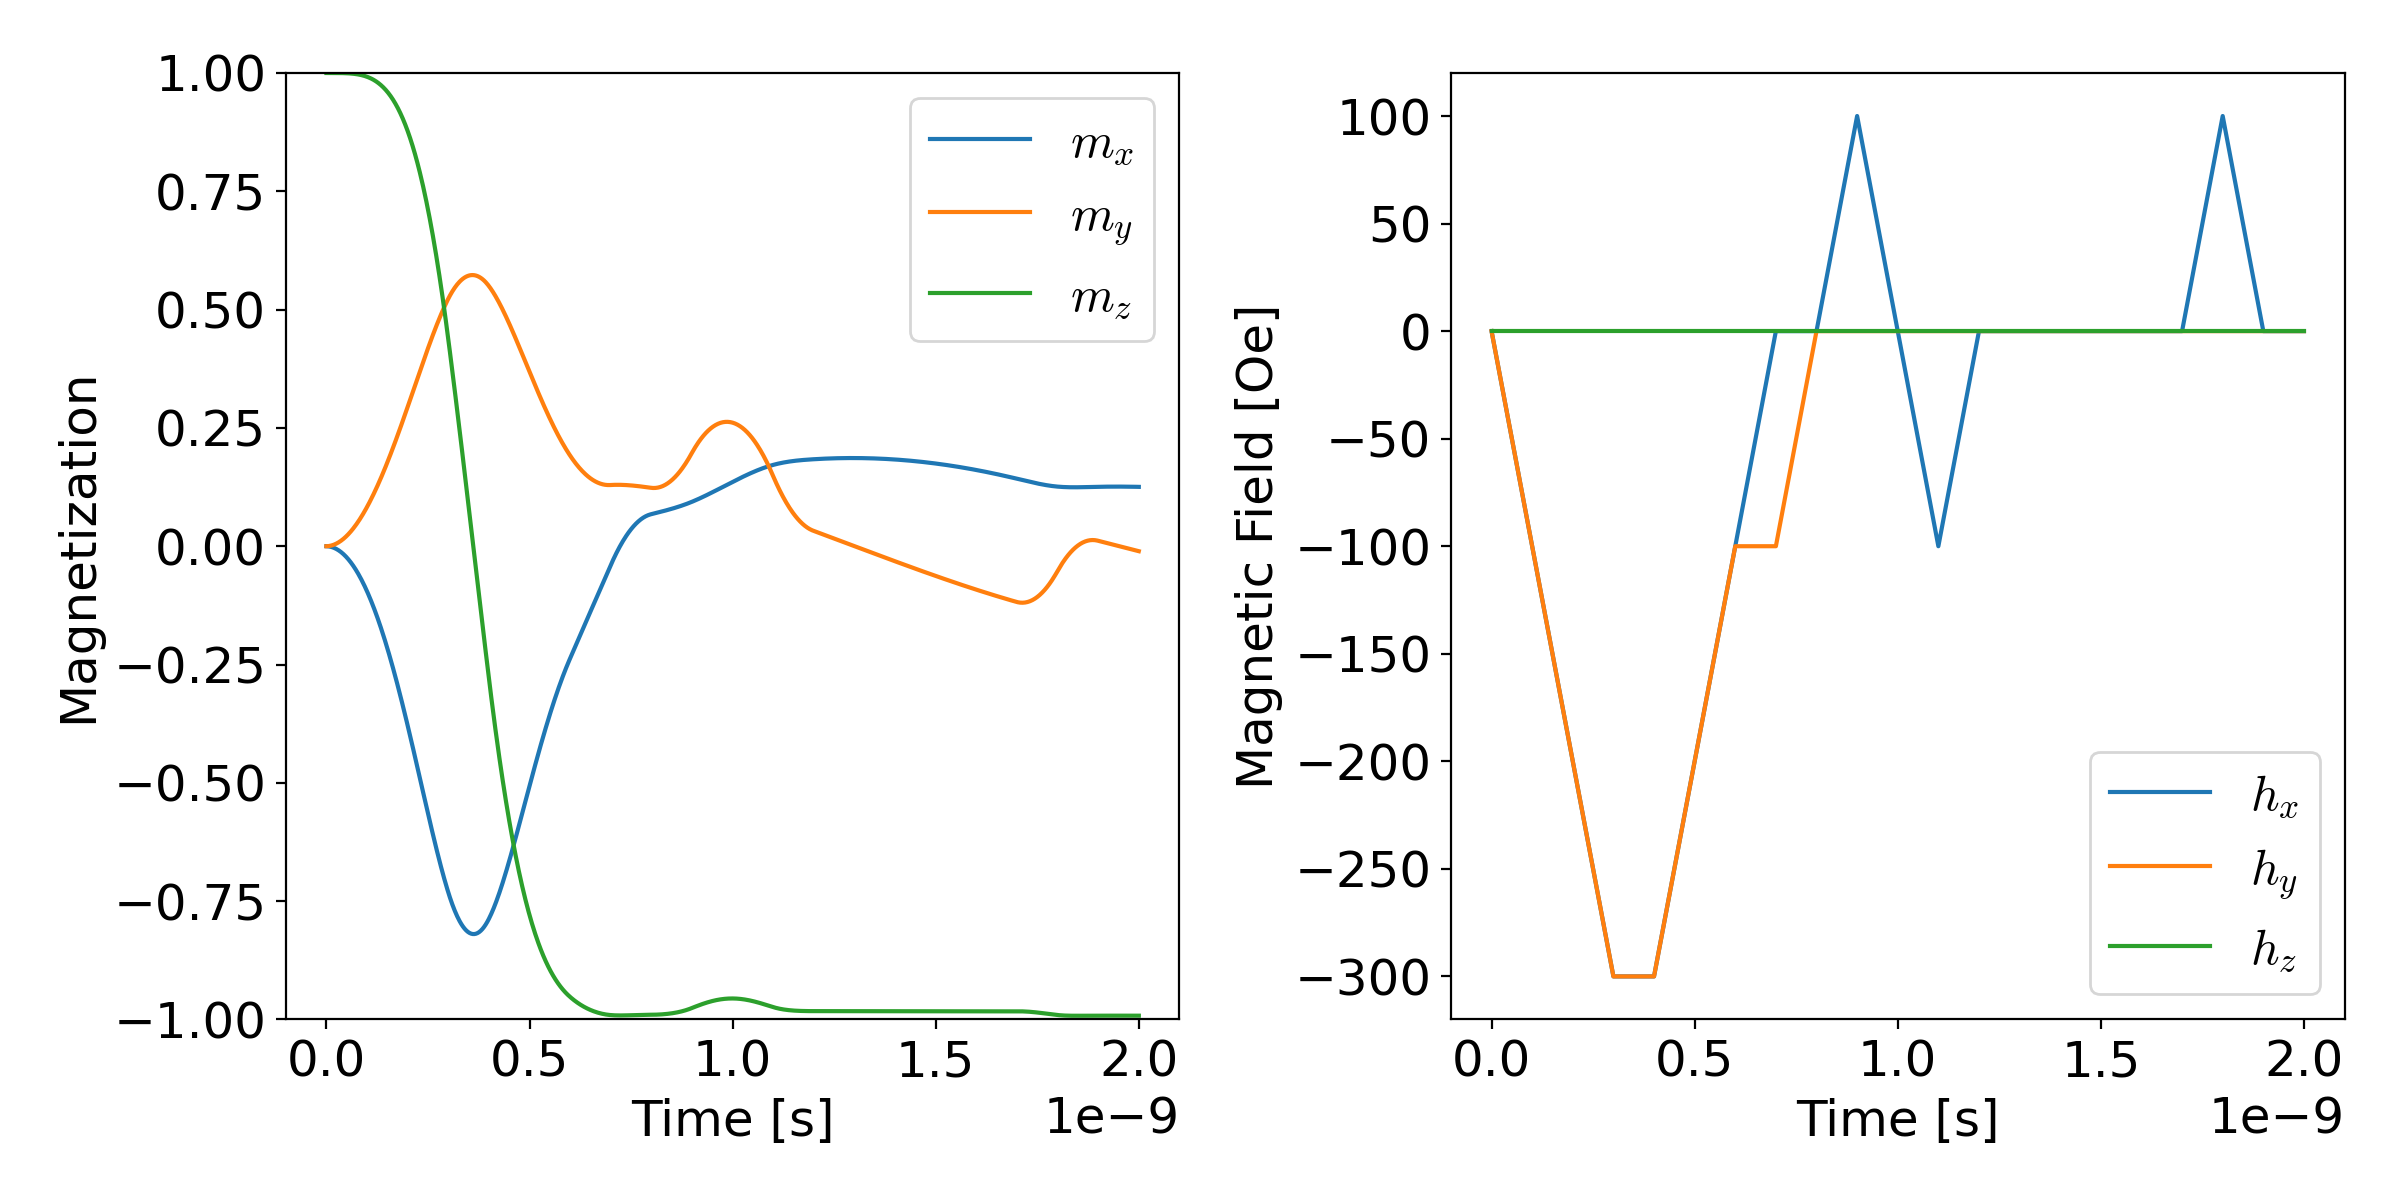 Magnetization
1.00
0.75
0.50
0.25
0.00
−0.25
−0.50
−0.75
−1.00
0.0 0.5 1.0 1.5 2.0
Time [s]
1e−9
m_x
m_y
m_z
Magnetic Field [Oe]
100
50
0
−50
−100
−150
−200
−250
−300
0.0 0.5 1.0 1.5 2.0
Time [s]
1e−9
h_x
h_y
h_z